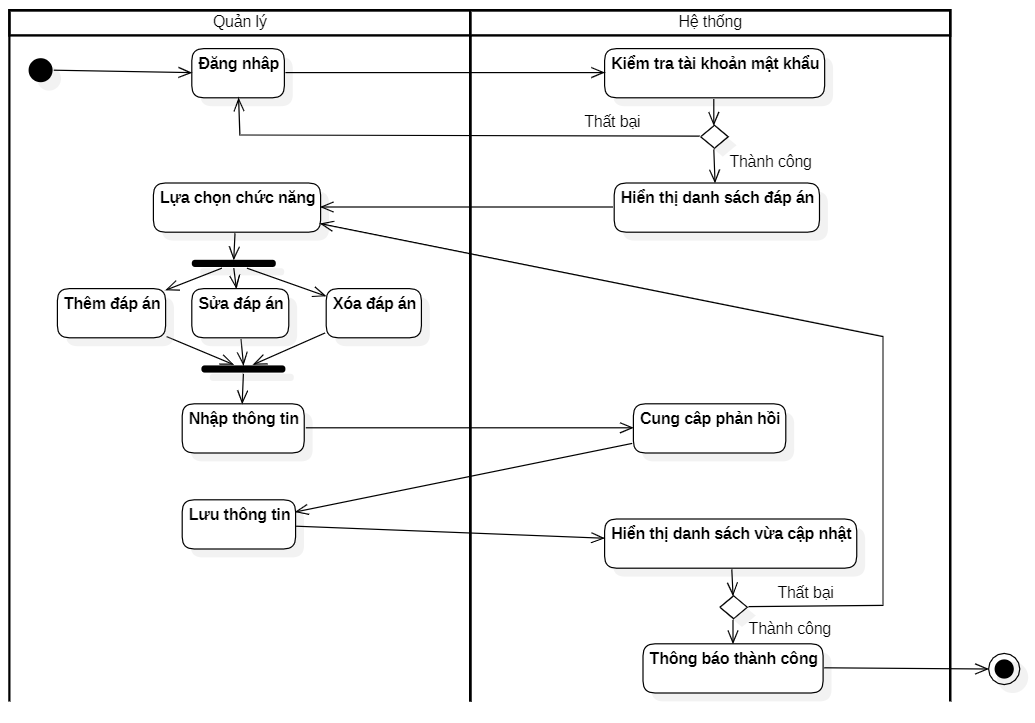 Quản lý
Hệ thống
Đăng nhâp
Kiểm tra tài khoản mật khẩu
Thất bại
Thành công
Lựa chọn chức năng
Hiển thị danh sách đáp án
Thêm đáp án
Sửa đáp án
Xóa đáp án
Nhập thông tin
Cung câp phản hồi
Lưu thông tin
Hiển thị danh sách vừa cập nhật
Thất bại
Thành công
Thông báo thành công